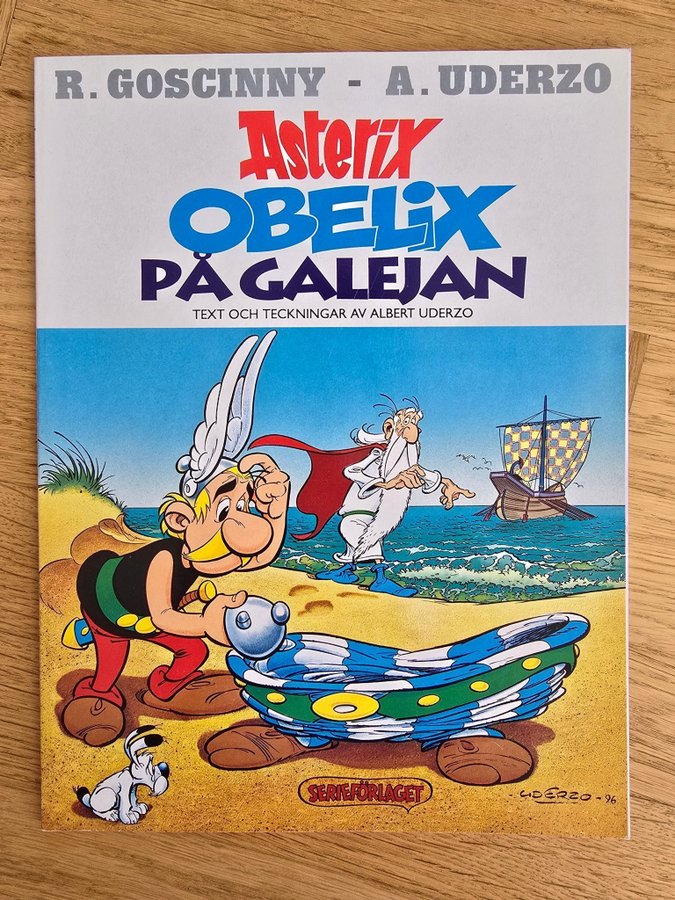 R. GOSCINNY - A. UDERZO
Asterix
OBELiX
PÅ GALEJAN
TEXT OCH TECKNINGAR AV ALBERT UDERZO
SERIEFÖRLAGET
UDERZO - 96